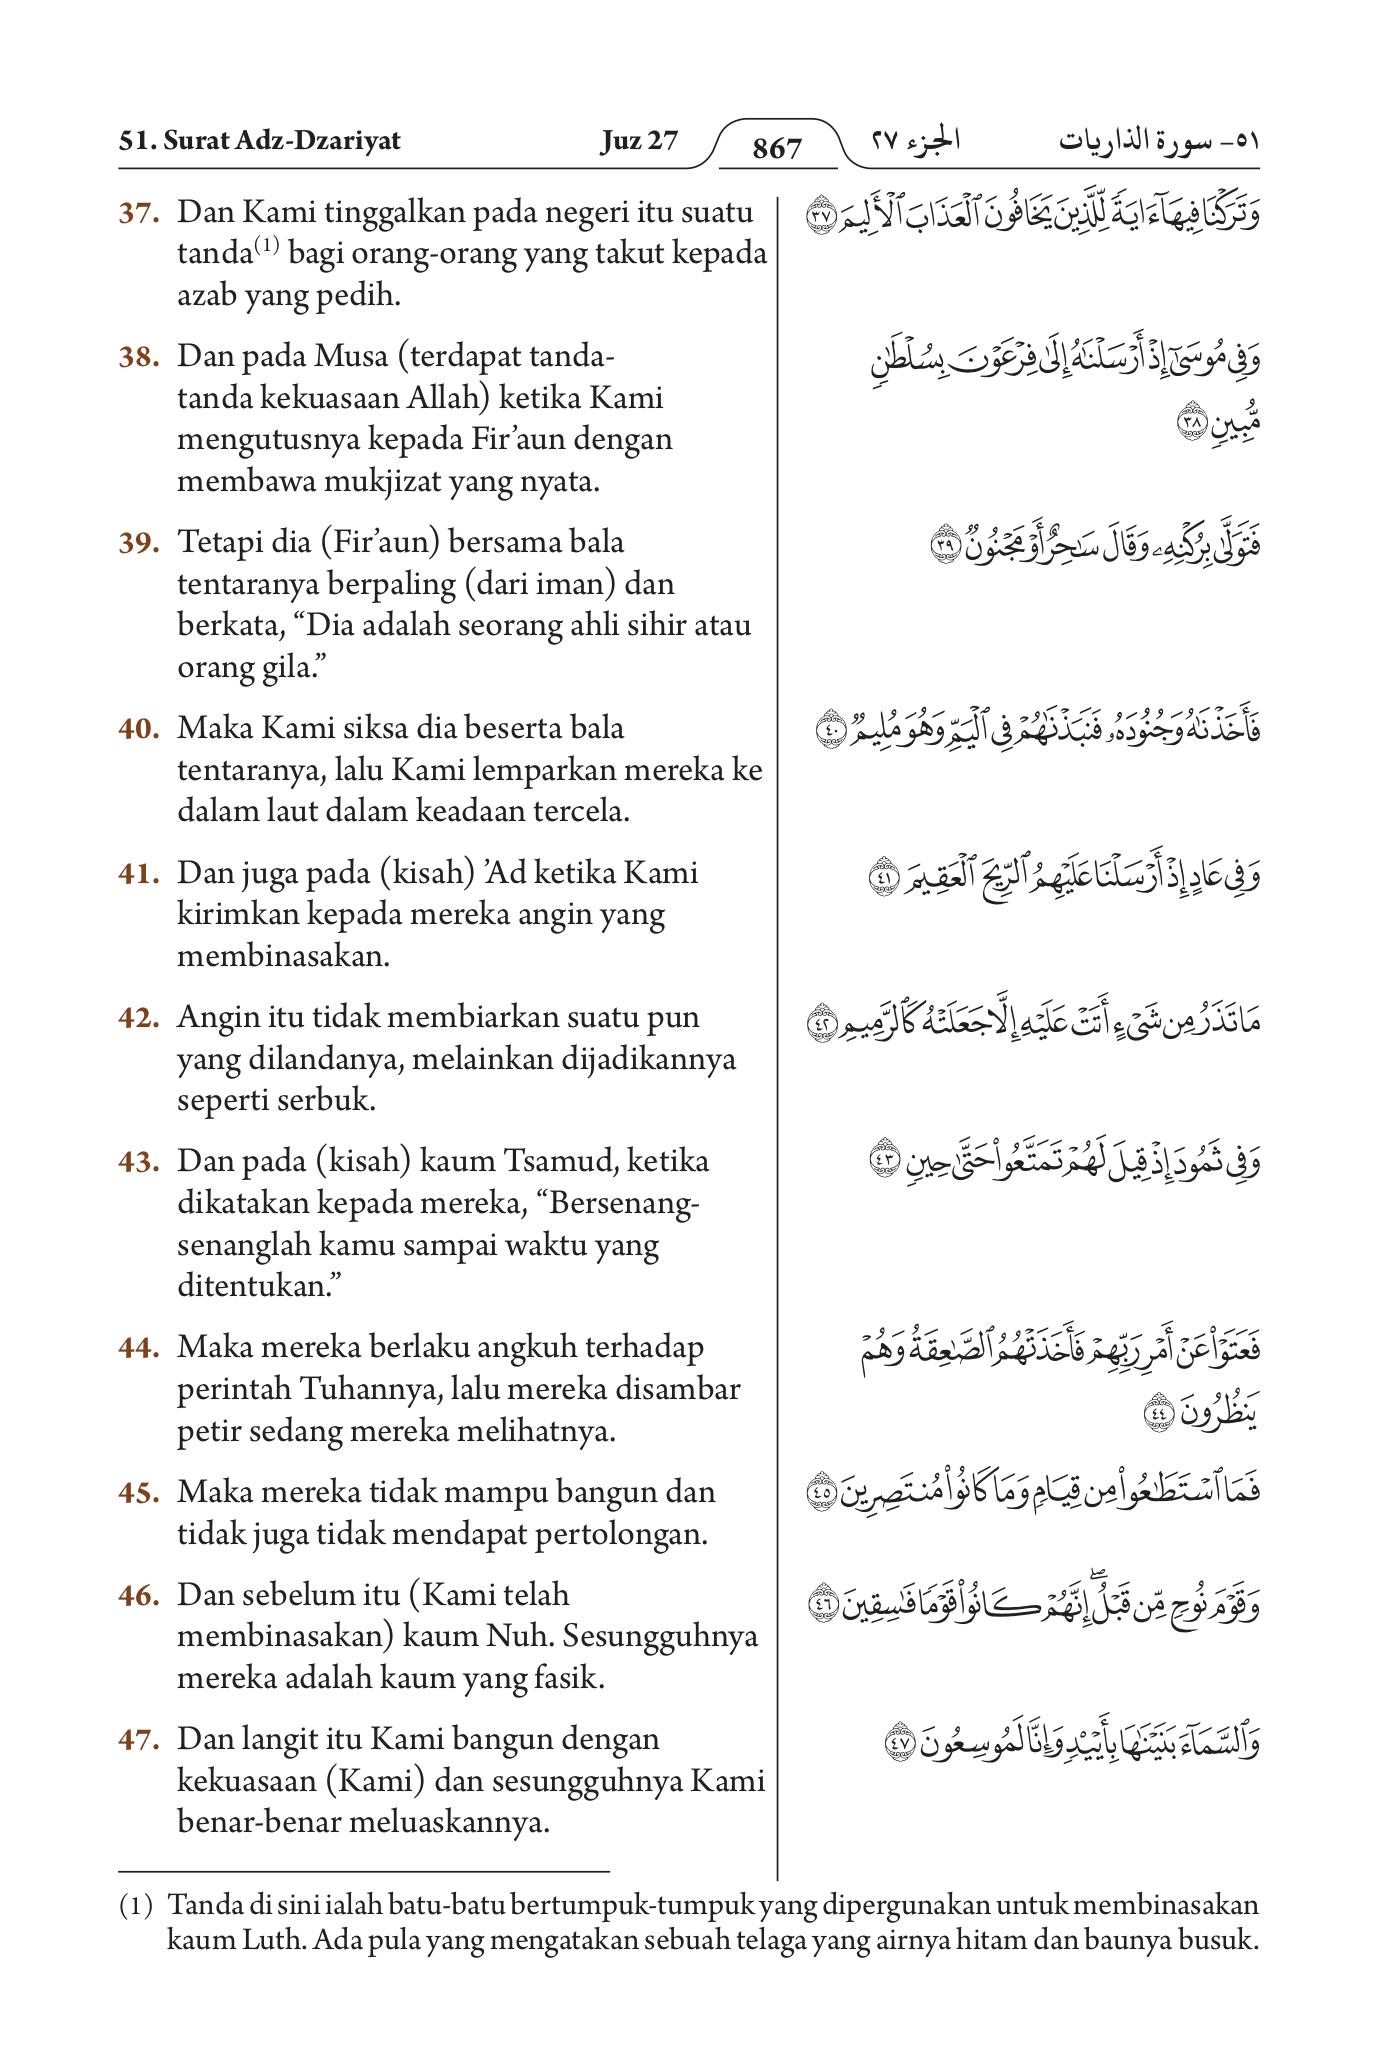 51. Surat Adz-Dzariyat Juz 27 867 الجزء ٢٧ ٥١- سورة الذاريات
37. Dan Kami tinggalkan pada negeri itu suatu
tanda(1) bagi orang-orang yang takut kepada
azab yang pedih.
38. Dan pada Musa (terdapat tanda-
tanda kekuasaan Allah) ketika Kami
mengutusnya kepada Fir’aun dengan
membawa mukjizat yang nyata.
39. Tetapi dia (Fir’aun) bersama bala
tentaranya berpaling (dari iman) dan
berkata, “Dia adalah seorang ahli sihir atau
orang gila.”
40. Maka Kami siksa dia beserta bala
tentaranya, lalu Kami lemparkan mereka ke
dalam laut dalam keadaan tercela.
41. Dan juga pada (kisah) ’Ad ketika Kami
kirimkan kepada mereka angin yang
membinasakan.
42. Angin itu tidak membiarkan suatu pun
yang dilandanya, melainkan dijadikannya
seperti serbuk.
43. Dan pada (kisah) kaum Tsamud, ketika
dikatakan kepada mereka, “Bersenang-
senanglah kamu sampai waktu yang
ditentukan.”
44. Maka mereka berlaku angkuh terhadap
perintah Tuhannya, lalu mereka disambar
petir sedang mereka melihatnya.
45. Maka mereka tidak mampu bangun dan
tidak juga tidak mendapat pertolongan.
46. Dan sebelum itu (Kami telah
membinasakan) kaum Nuh. Sesungguhnya
mereka adalah kaum yang fasik.
47. Dan langit itu Kami bangun dengan
kekuasaan (Kami) dan sesungguhnya Kami
benar-benar meluaskannya.
وَتَرَكْنَا فِيهَآ ءَايَةً لِّلَّذِينَ يَخَافُونَ ٱلْعَذَابَ ٱلْأَلِيمَ ٣٧
وَفِى مُوسَىٰٓ إِذْ أَرْسَلْنَٰهُ إِلَىٰ فِرْعَوْنَ بِسُلْطَٰنٍ
مُّبِينٍ ٣٨
فَتَوَلَّىٰ بِرُكْنِهِۦ وَقَالَ سَٰحِرٌ أَوْ مَجْنُونٌ ٣٩
فَأَخَذْنَٰهُ وَجُنُودَهُۥ فَنَبَذْنَٰهُمْ فِى ٱلْيَمِّ وَهُوَ مُلِيمٌ ٤٠
وَفِى عَادٍ إِذْ أَرْسَلْنَا عَلَيْهِمُ ٱلرِّيحَ ٱلْعَقِيمَ ٤١
مَا تَذَرُ مِن شَىْءٍ أَتَتْ عَلَيْهِ إِلَّا جَعَلَتْهُ كَٱلرَّمِيمِ ٤٢
وَفِى ثَمُودَ إِذْ قِيلَ لَهُمْ تَمَتَّعُوا۟ حَتَّىٰ حِينٍ ٤٣
فَعَتَوْا۟ عَنْ أَمْرِ رَبِّهِمْ فَأَخَذَتْهُمُ ٱلصَّٰعِقَةُ وَهُمْ
يَنظُرُونَ ٤٤
فَمَا ٱسْتَطَٰعُوا۟ مِن قِيَامٍ وَمَا كَانُوا۟ مُنتَصِرِينَ ٤٥
وَقَوْمَ نُوحٍ مِّن قَبْلُ ۖ إِنَّهُمْ كَانُوا۟ قَوْمًا فَٰسِقِينَ ٤٦
وَٱلسَّمَآءَ بَنَيْنَٰهَا بِأَيْي۟دٍ وَإِنَّا لَمُوسِعُونَ ٤٧
(1) Tanda di sini ialah batu-batu bertumpuk-tumpuk yang dipergunakan untuk membinasakan
kaum Luth. Ada pula yang mengatakan sebuah telaga yang airnya hitam dan baunya busuk.